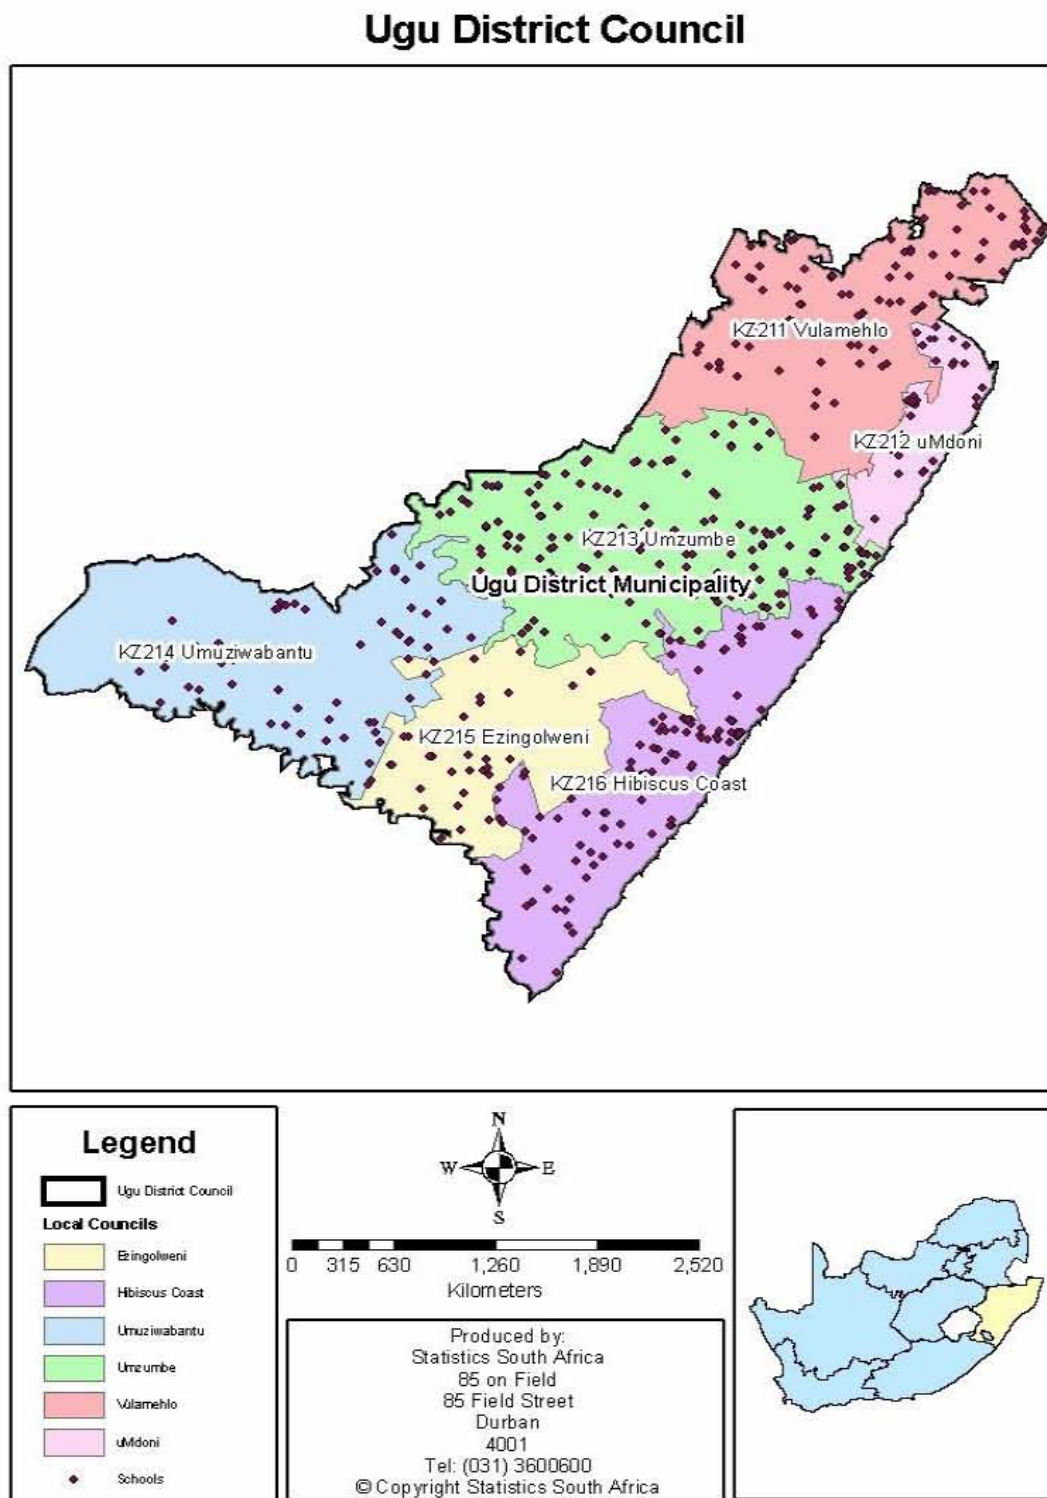 Ugu District Council
KZ211 Vulamehlo
KZ212 uMdoni
KZ213 Umzumbe
Ugu District Municipality
KZ214 Umuziwabantu
KZ215 Ezingolweni
KZ216 Hibiscus Coast
Legend
Ugu District Council
Local Councils
Ezingolweni
Hibiscus Coast
Umuziwabantu
Umzumbe
Vulamehlo
uMdoni
Schools
N
W E
S
0 315 630 1,260 1,890 2,520
Kilometers
Produced by:
Statistics South Africa
85 on Field
85 Field Street
Durban
4001
Tel: (031) 3600600
© Copyright Statistics South Africa